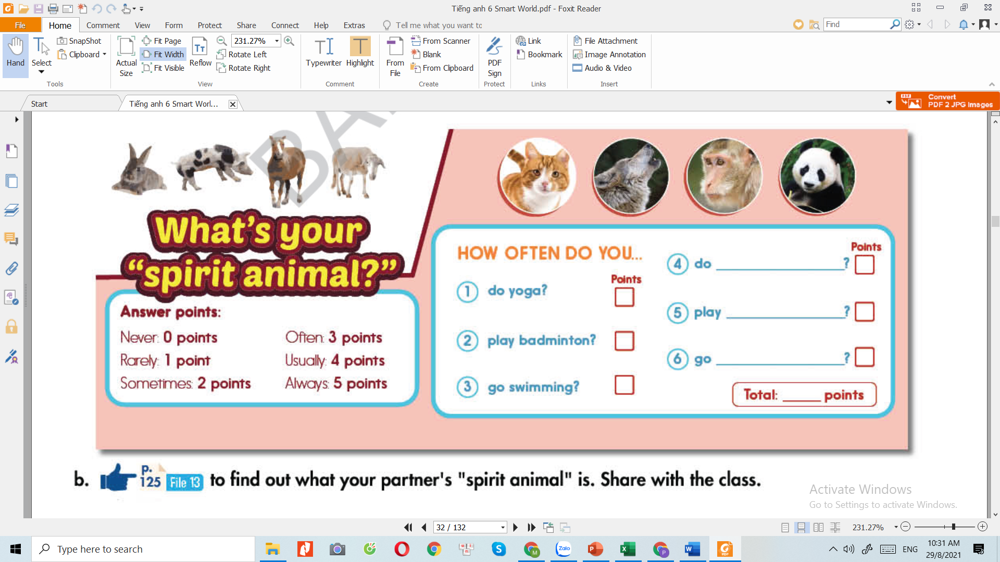 Tiếng anh 6 Smart World.pdf - Foxit Reader
File Home Comment View Form Protect Share Connect Help Extras Tell me what you want to Find
Hand
Select
SnapShot
Clipboard
Tools
Actual Size
Fit Page
Fit Width
Fit Visible
Reflow
231.27%
Rotate Left
Rotate Right
View
Typewriter
Highlight
Comment
From File
From Scanner
Blank
From Clipboard
Create
PDF Sign
Protect
Link
Bookmark
Links
File Attachment
Image Annotation
Audio & Video
Insert
Start
Tiếng anh 6 Smart Worl...
Convert
PDF 2 JPG Images
What's your
"spirit animal?"
Answer points:
Never: 0 points
Rarely: 1 point
Sometimes: 2 points
Often: 3 points
Usually: 4 points
Always: 5 points
HOW OFTEN DO YOU...
Points
1 do yoga?
2 play badminton?
3 go swimming?
Points
4 do ____________?
5 play ____________?
6 go ____________?
Total: _____ points
b. p. 125 File 13 to find out what your partner's "spirit animal" is. Share with the class.
Activate Windows
Go to Settings to activate Windows.
32 / 132
231.27%
Type here to search
Zalo
ENG
10:31 AM
29/8/2021